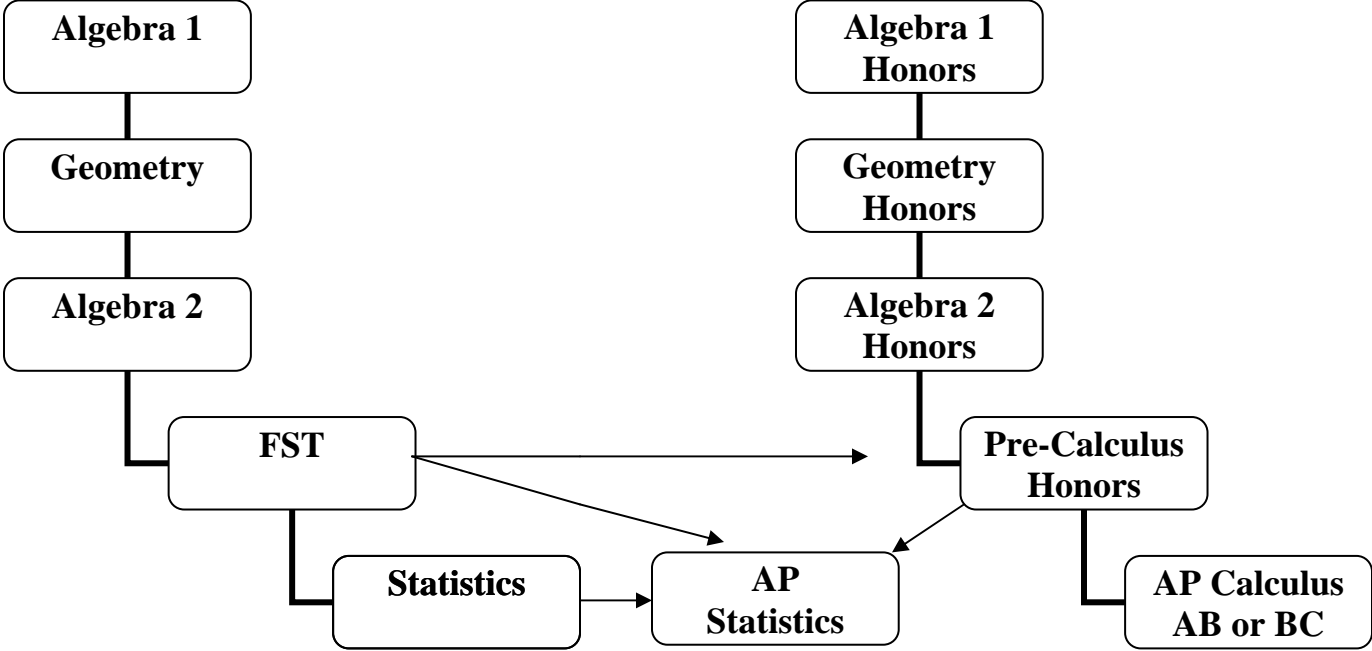 Algebra 1
Algebra 1
Honors
Geometry
Geometry
Honors
Algebra 2
Algebra 2
Honors
FST
Pre-Calculus
Honors
Statistics
AP
Statistics
AP Calculus
AB or BC